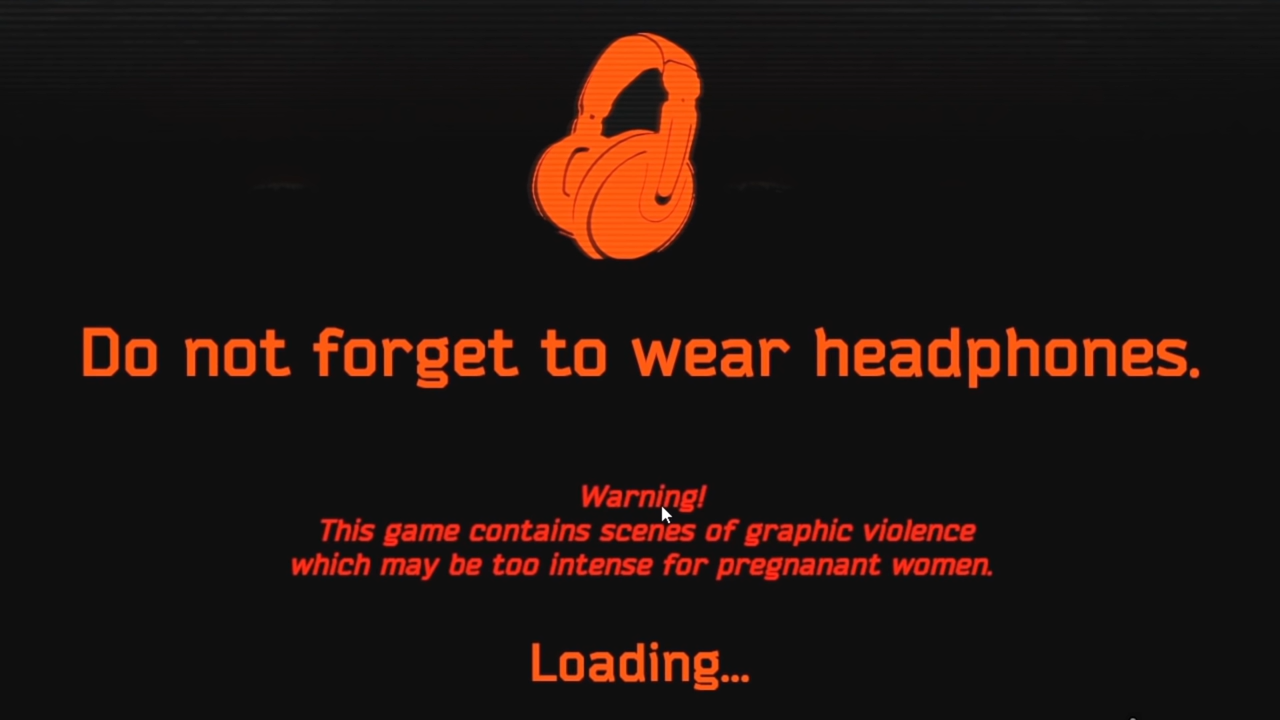 Do not forget to wear headphones.
Warning!
This game contains scenes of graphic violence
which may be too intense for pregnanant women.
Loading...